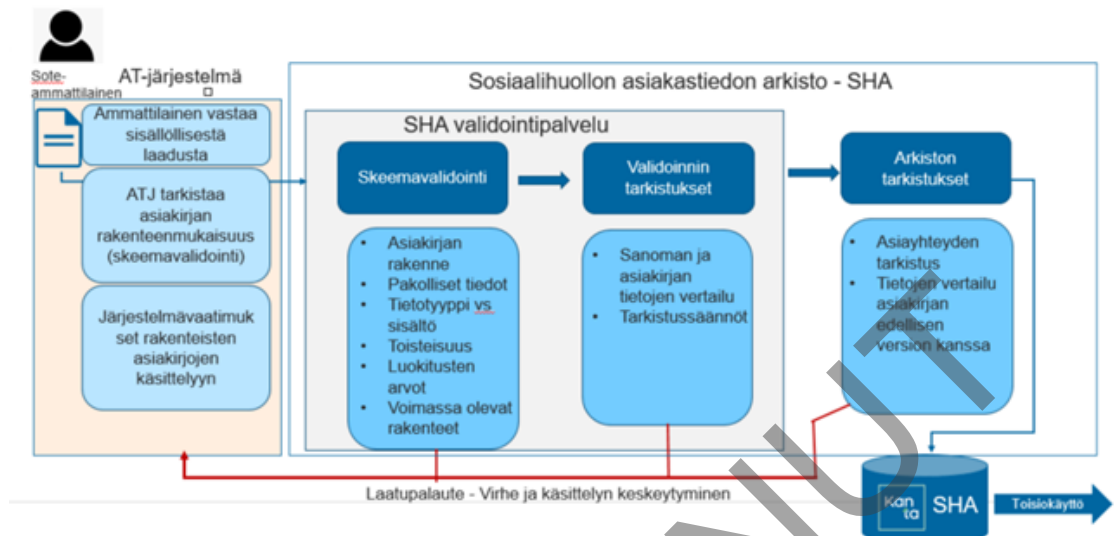 Sote-
ammattilainen
AT-järjestelmä
Ammattilainen vastaa
sisällöllisestä
laadusta
ATJ tarkistaa
asiakirjan
rakenteenmukaisuus
(skeemavalidointi)
Järjestelmävaatimuk
set rakenteisten
asiakirjojen
käsittelyyn
Sosiaalihuollon asiakastiedon arkisto - SHA
SHA validointipalvelu
Skeemavalidointi
• Asiakirjan
rakenne
• Pakolliset tiedot
• Tietotyyppi vs
sisältö
• Toisteisuus
• Luokitusten
arvot
• Voimassa olevat
rakenteet
Validoinnin
tarkistukset
• Sanoman ja
asiakirjan
tietojen vertailu
• Tarkistussäännöt
Arkiston
tarkistukset
• Asiayhteyden
tarkistus
• Tietojen vertailu
asiakirjan
edellisen
version kanssa
Laatupalaute - Virhe ja käsittelyn keskeytyminen
Kan
ta
SHA
Toisiokäyttö
NUT